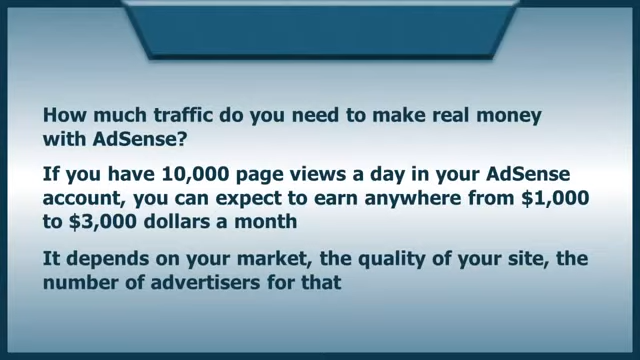 How much traffic do you need to make real money
with AdSense?
If you have 10,000 page views a day in your AdSense
account, you can expect to earn anywhere from $1,000
to $3,000 dollars a month
It depends on your market, the quality of your site, the
number of advertisers for that